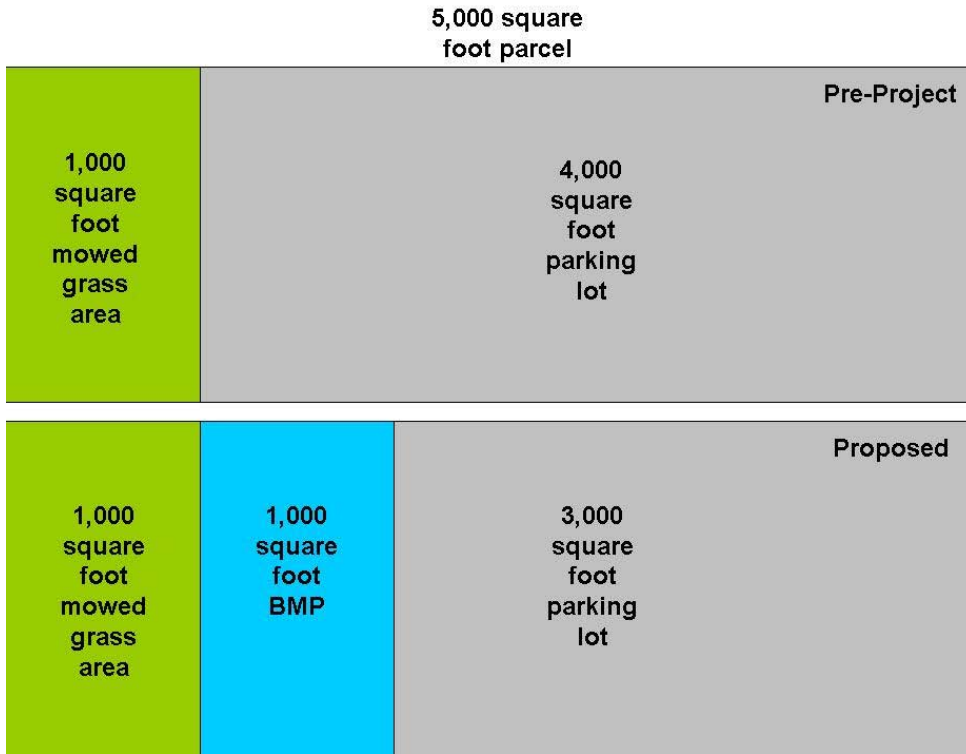 5,000 square
foot parcel
Pre-Project
1,000
square
foot
mowed
grass
area
4,000
square
foot
parking
lot
Proposed
1,000
square
foot
mowed
grass
area
1,000
square
foot
BMP
3,000
square
foot
parking
lot